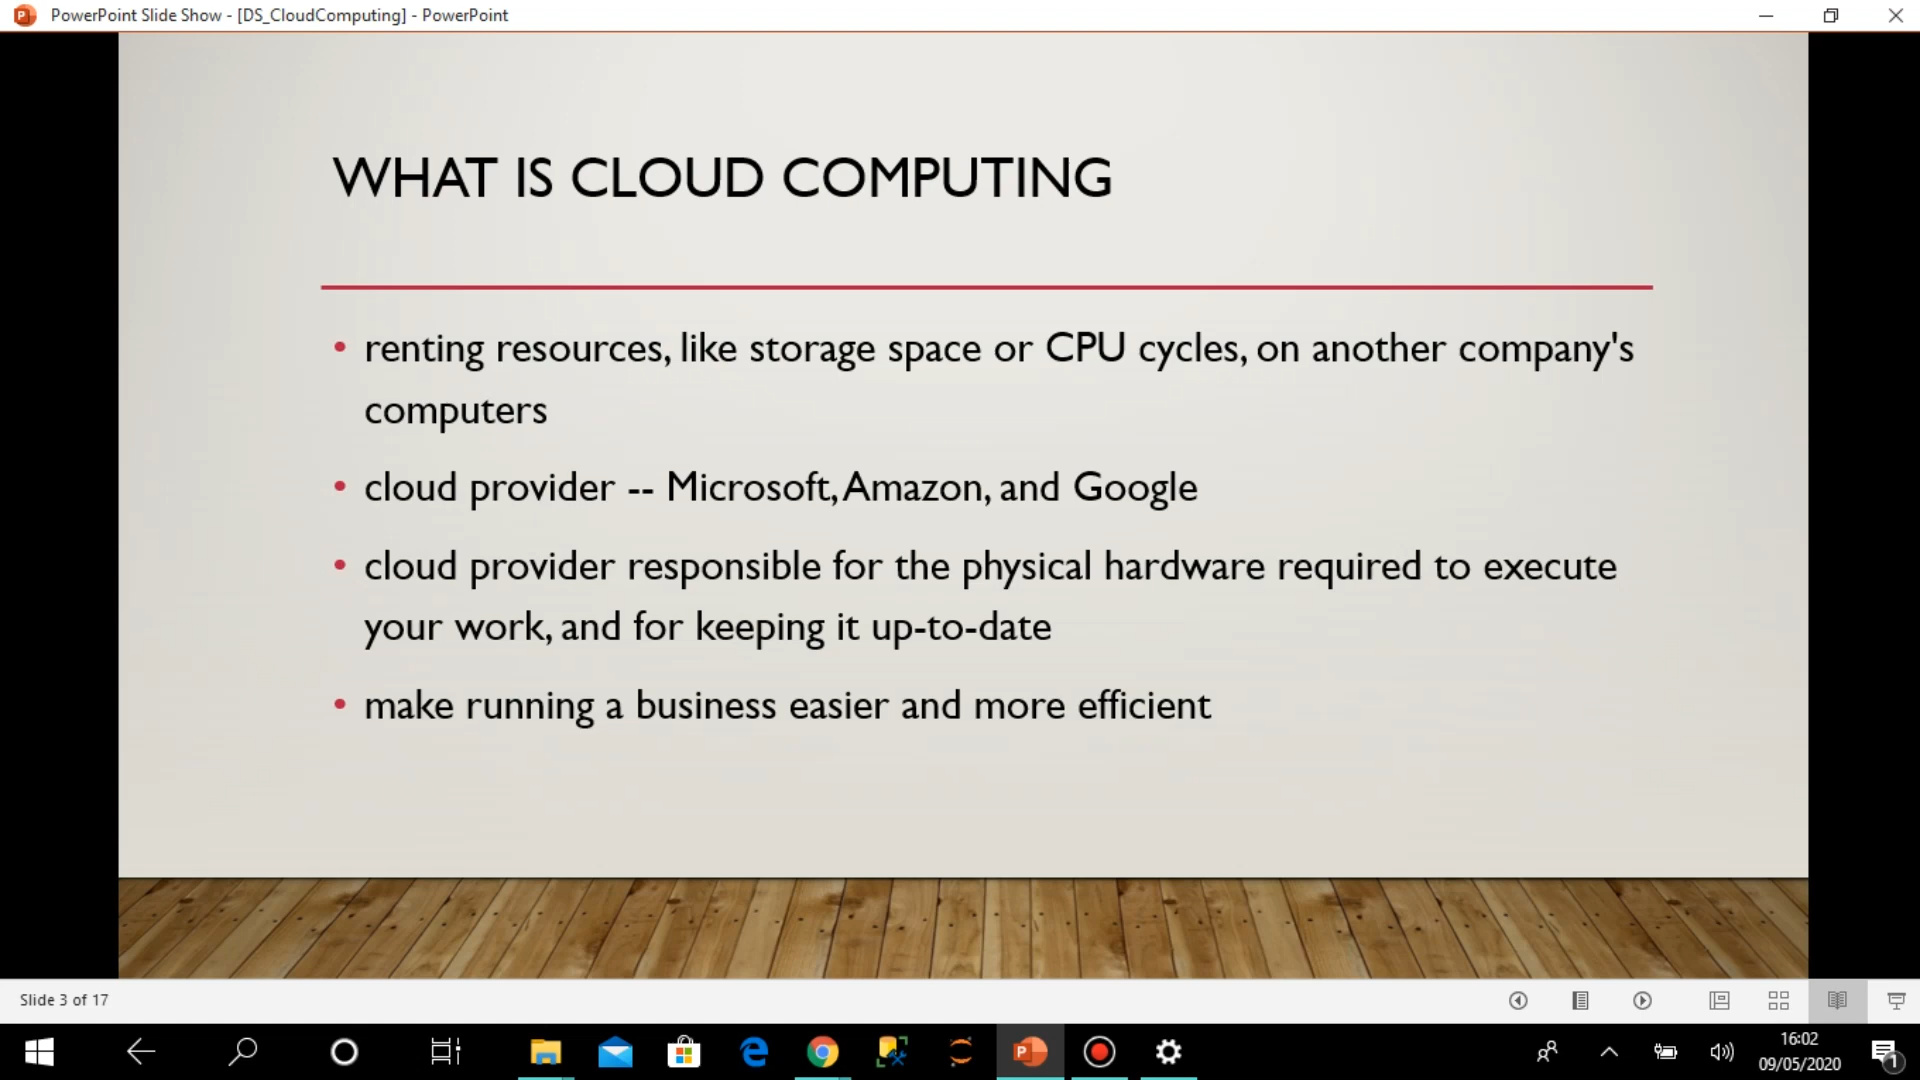 PowerPoint Slide Show - [DS_CloudComputing] - PowerPoint
WHAT IS CLOUD COMPUTING
• renting resources, like storage space or CPU cycles, on another company's
computers
• cloud provider -- Microsoft, Amazon, and Google
• cloud provider responsible for the physical hardware required to execute
your work, and for keeping it up-to-date
• make running a business easier and more efficient
Slide 3 of 17
16:02
09/05/2020
1